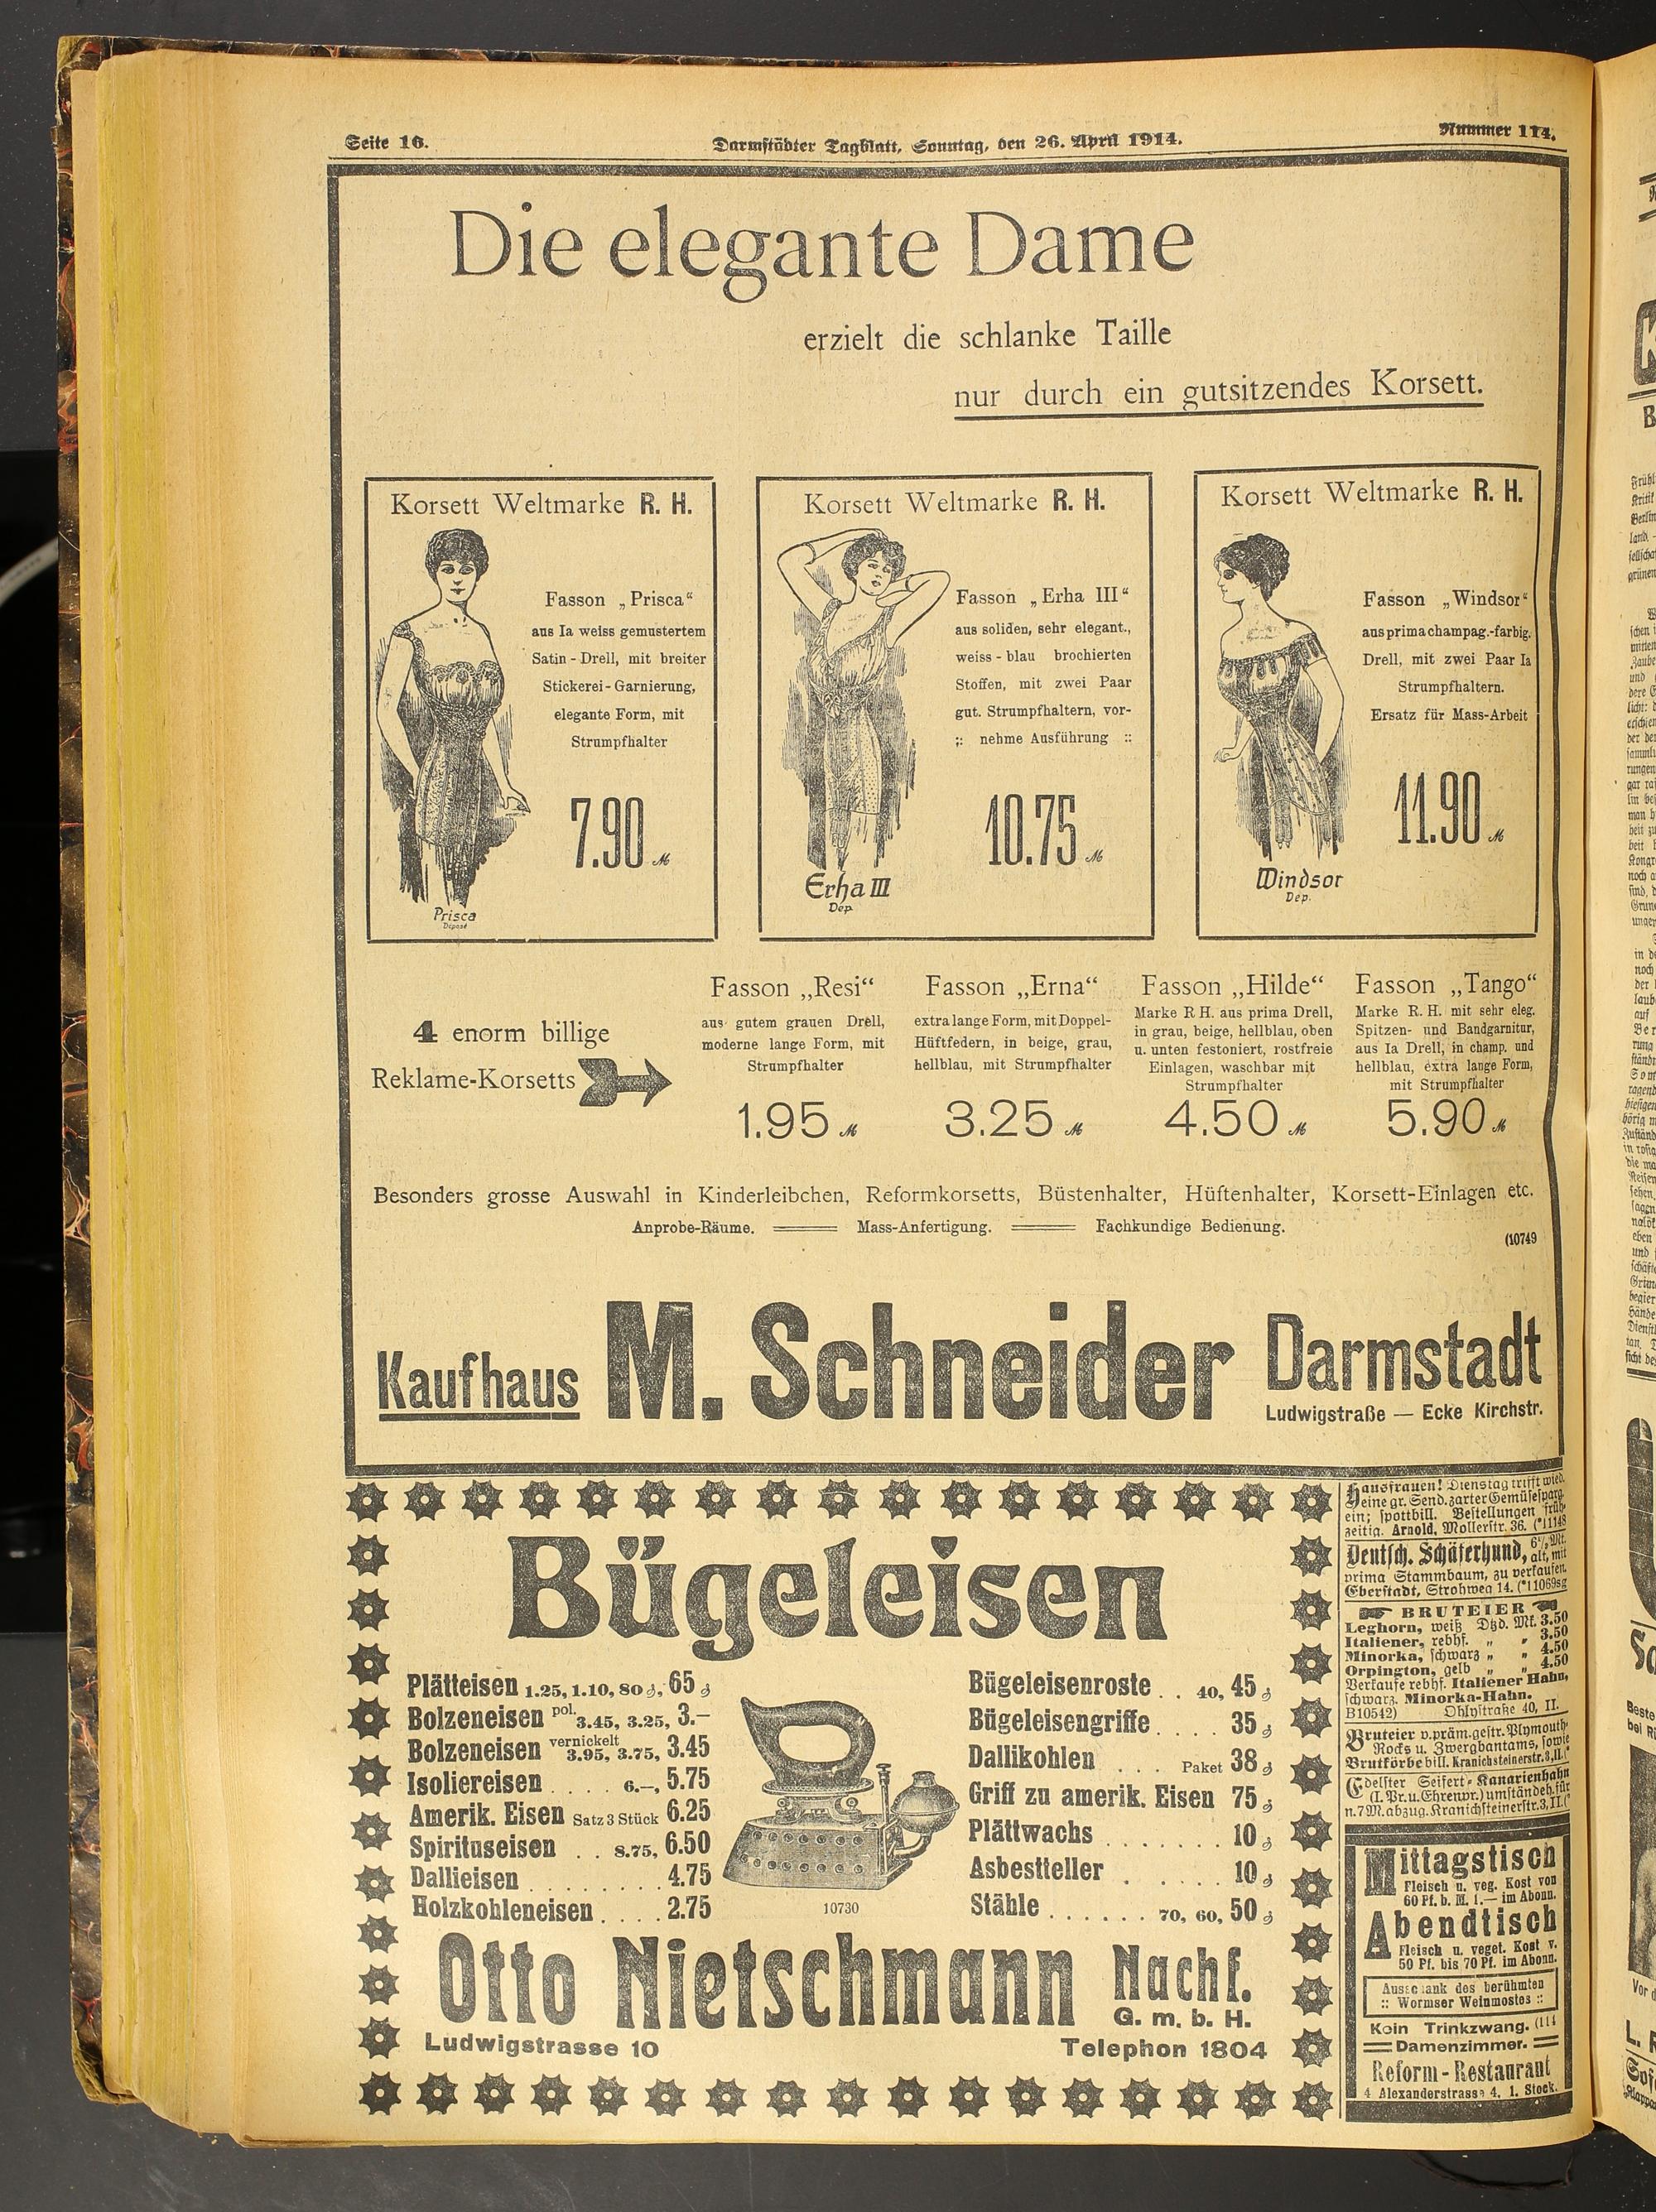 Seite 16.
Darmstädter Tagblatt, Sonntag, den 26. April 1914.
Nummer 114.
Die elegante Dame
erzielt die schlanke Taille
nur durch ein gutsitzendes Korsett.
Korsett Weltmarke R. H.
Fasson „Prisca“
aus Ia weiss gemustertem
Satin-Drell, mit breiter
Stickerei-Garnierung,
elegante Form, mit
Strumpfhalter
7.90 ℳ
Prisca
Deposé
Korsett Weltmarke R. H.
Fasson „Erha III“
aus soliden, sehr elegant.,
weiss-blau brochierten
Stoffen, mit zwei Paar
gut. Strumpfhaltern, vor-
:: nehme Ausführung ::
10.75 ℳ
Erha III
Dep.
Korsett Weltmarke R. H.
Fasson „Windsor“
aus prima champag.-farbig.
Drell, mit zwei Paar Ia
Strumpfhaltern.
Ersatz für Mass-Arbeit
11.90 ℳ
Windsor
Dep.
4 enorm billige
Reklame-Korsetts
Fasson „Resi“
aus gutem grauen Drell,
moderne lange Form, mit
Strumpfhalter
1.95 ℳ
Fasson „Erna“
extra lange Form, mit Doppel-
Hüftfedern, in beige, grau,
hellblau, mit Strumpfhalter
3.25 ℳ
Fasson „Hilde“
Marke R H. aus prima Drell,
in grau, beige, hellblau, oben
u. unten festoniert, rostfreie
Einlagen, waschbar mit
Strumpfhalter
4.50 ℳ
Fasson „Tango“
Marke R. H. mit sehr eleg.
Spitzen- und Bandgarnitur,
aus Ia Drell, in champ. und
hellblau, extra lange Form,
mit Strumpfhalter
5.90 ℳ
Besonders grosse Auswahl in Kinderleibchen, Reformkorsetts, Büstenhalter, Hüftenhalter, Korsett-Einlagen etc.
Anprobe-Räume. Mass-Anfertigung. Fachkundige Bedienung.
(10749
Kaufhaus M. Schneider Darmstadt
Ludwigstraße — Ecke Kirchstr.
Bügeleisen
Plätteisen 1.25, 1.10, 80 ₰, 65 ₰
Bolzeneisen pol. 3.45, 3.25, 3.–
Bolzeneisen vernickelt 3.95, 3.75, 3.45
Isoliereisen . . . . 6.–, 5.75
Amerik. Eisen Satz 3 Stück 6.25
Spirituseisen . . 8.75, 6.50
Dallieisen . . . . . . . . . 4.75
Holzkohleneisen . . . . 2.75
10730
Bügeleisenroste . . 40, 45 ₰
Bügeleisengriffe . . . . 35 ₰
Dallikohlen . . . Paket 38 ₰
Griff zu amerik. Eisen 75 ₰
Plättwachs . . . . . . . 10 ₰
Asbestteller . . . . . . 10 ₰
Stähle . . . . . . 70, 60, 50 ₰
Otto Nietschmann Nachf.
G. m. b. H.
Ludwigstrasse 10
Telephon 1804
Hausfrauen! Dienstag trifft wied.
eine gr. Send. zarter Gemüsesparg.
ein; spottbill. Bestellungen früh-
zeitig. Arnold, Mollerstr. 36. (*11148
Deutsch. Schäferhund, 6½ Mt.
alt, mit
prima Stammbaum, zu verkaufen.
Eberstadt, Strohweg 14. (*11069sg
BRUTEIER
Leghorn, weiß Dtzd. Mk. 3.50
Italiener, rebhf. „ „ 3.50
Minorka, schwarz „ „ 4.50
Orpington, gelb „ „ 4.50
Verkaufe rebhf. Italiener Hahn,
schwarz. Minorka-Hahn.
B10542) Ohlystraße 40, II.
Bruteier v. präm. gestr. Plymouth-
Rocks u. Zwergbantams, sowie
Brutkörbe bill. Kranichsteinerstr. 3, II. (*
Edelster Seifert-Kanarienhahn
(I. Pr. u. Ehrenpr.) umständeh. für
n. 7 M. abzug. Kranichsteinerstr. 3, II. (*
Mittagstisch
Fleisch u. veg. Kost von
60 Pf. b. M. 1.— im Abonn.
Abendtisch
Fleisch u. veget. Kost v.
50 Pf. bis 70 Pf. im Abonn.
Ausschank des berühmten
:: Wormser Weinmostes ::
Kein Trinkzwang. (111
Damenzimmer.
Reform-Restaurant
4 Alexanderstrasse 4, 1. Stock.